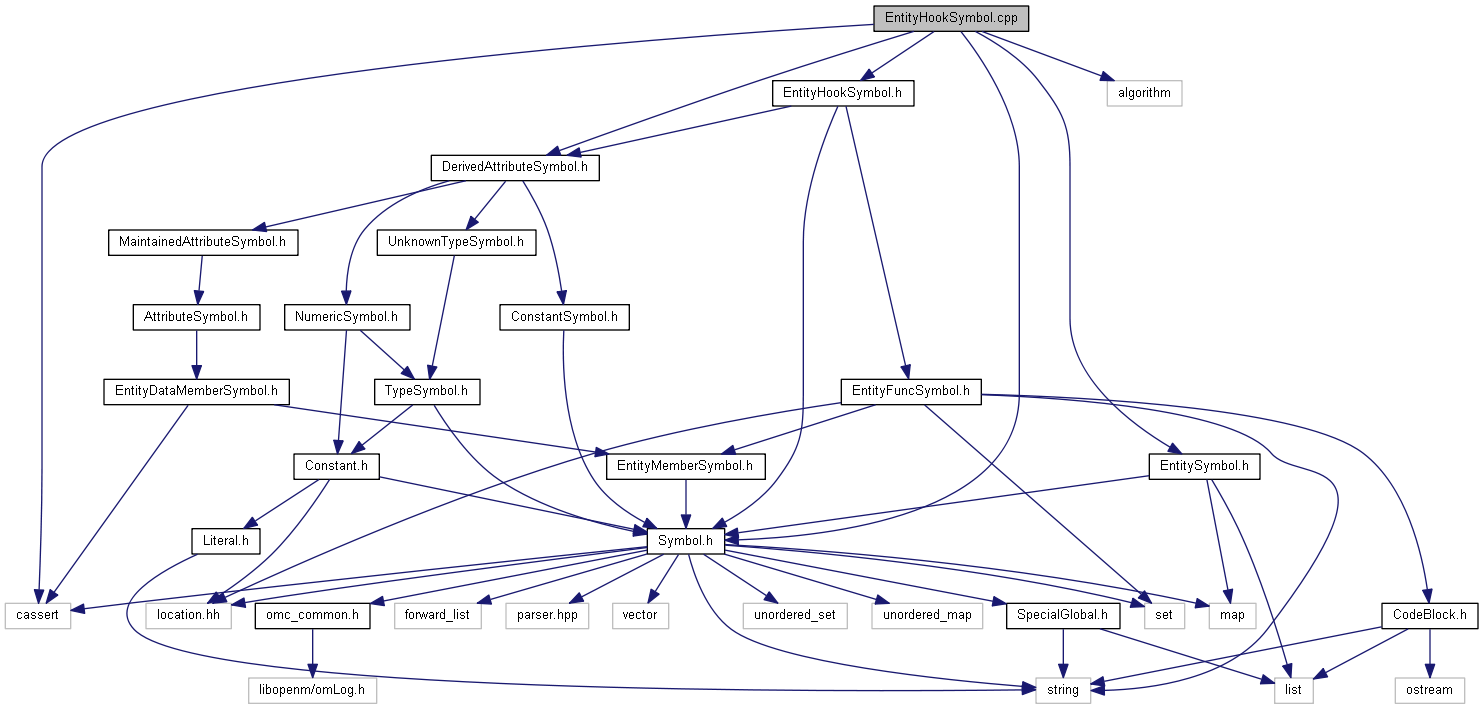 EntityHookSymbol.cpp
EntityHookSymbol.h
algorithm
DerivedAttributeSymbol.h
MaintainedAttributeSymbol.h
UnknownTypeSymbol.h
AttributeSymbol.h
NumericSymbol.h
ConstantSymbol.h
EntityDataMemberSymbol.h
TypeSymbol.h
EntityFuncSymbol.h
Constant.h
EntityMemberSymbol.h
EntitySymbol.h
Literal.h
Symbol.h
cassert
location.hh
omc_common.h
forward_list
parser.hpp
vector
unordered_set
unordered_map
SpecialGlobal.h
set
map
CodeBlock.h
libopenm/omLog.h
string
list
ostream